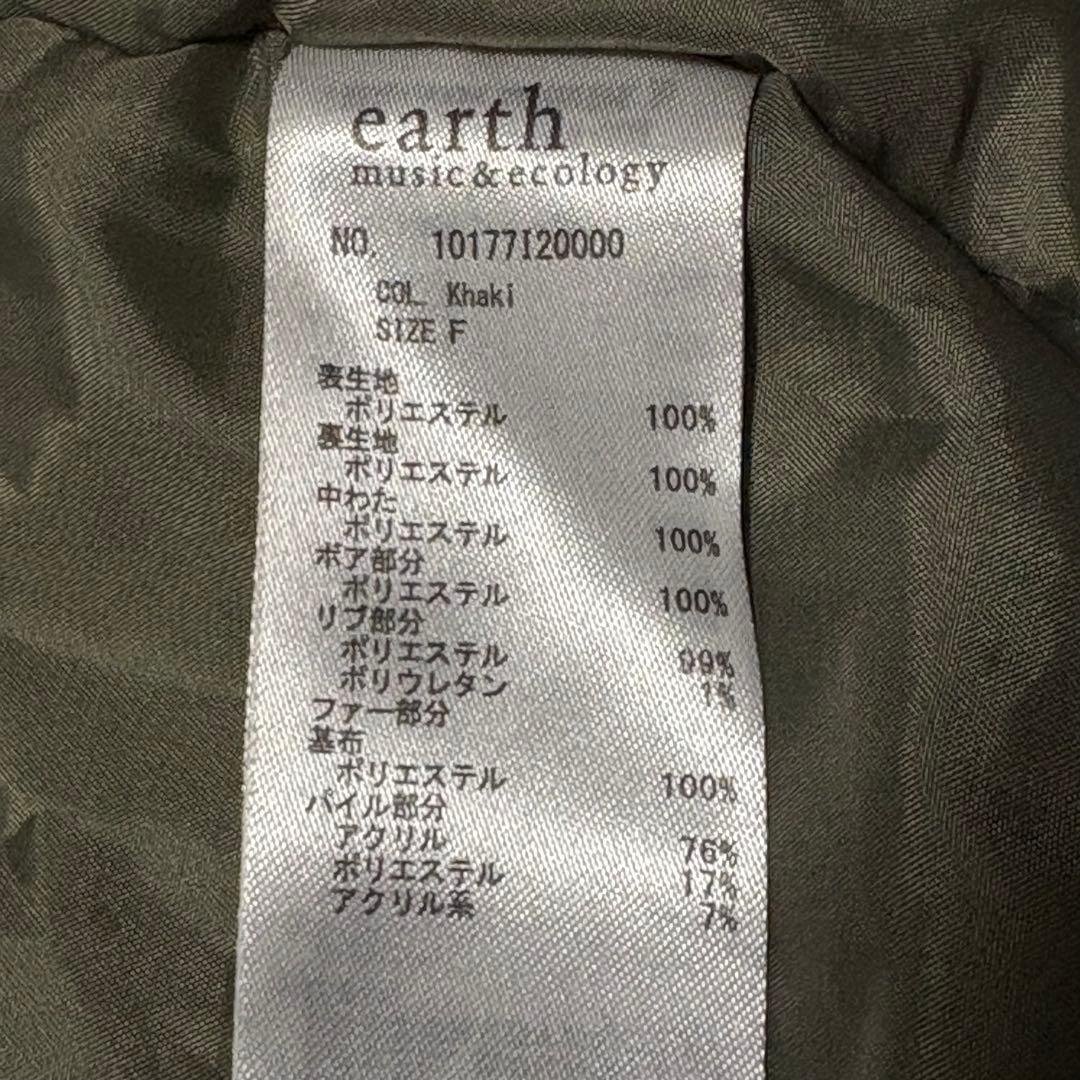 earth
music&ecology
NO. 10177I20000
COL Khaki
SIZE F
表生地
ポリエステル 100%
裏生地
ポリエステル 100%
中わた
ポリエステル 100%
ボア部分
ポリエステル 100%
リブ部分
ポリエステル 99%
ポリウレタン 1%
ファー部分
基布
ポリエステル 100%
パイル部分
アクリル 76%
ポリエステル 17%
アクリル系 7%